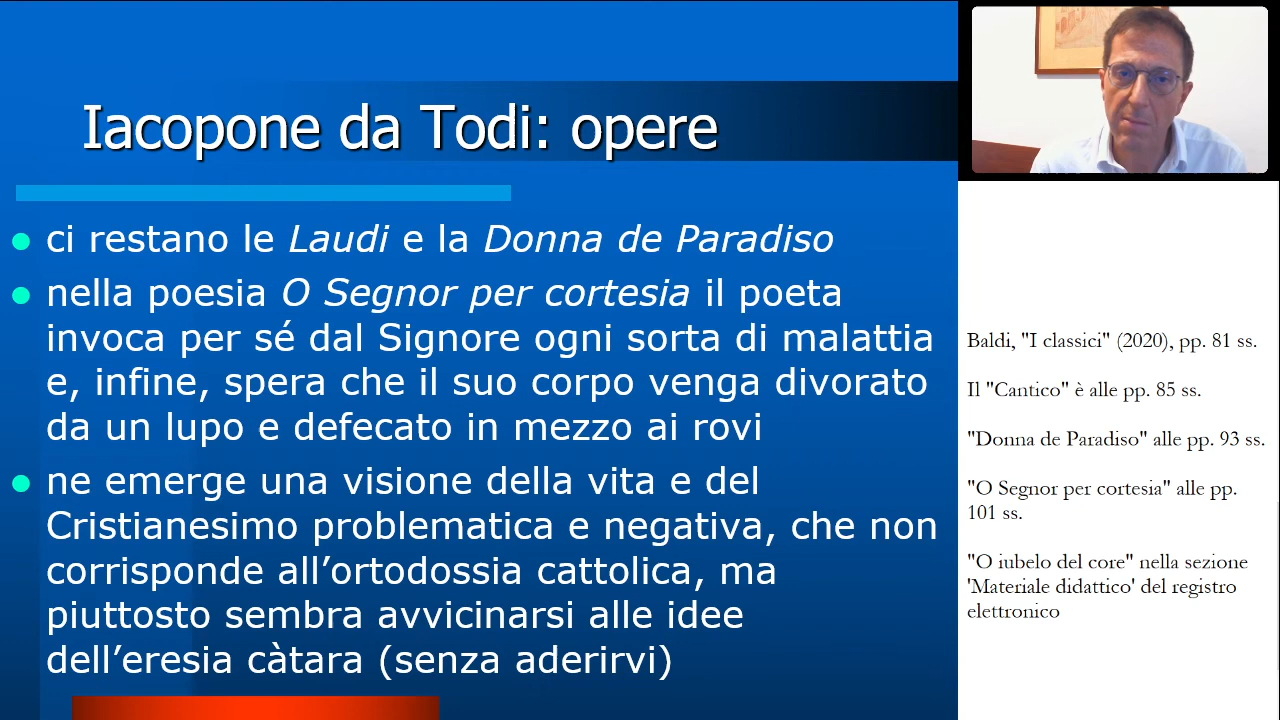 Iacopone da Todi: opere
ci restano le Laudi e la Donna de Paradiso
nella poesia O Segnor per cortesia il poeta
invoca per sé dal Signore ogni sorta di malattia
e, infine, spera che il suo corpo venga divorato
da un lupo e defecato in mezzo ai rovi
ne emerge una visione della vita e del
Cristianesimo problematica e negativa, che non
corrisponde all’ortodossia cattolica, ma
piuttosto sembra avvicinarsi alle idee
dell’eresia càtara (senza aderirvi)
Baldi, "I classici" (2020), pp. 81 ss.
Il "Cantico" è alle pp. 85 ss.
"Donna de Paradiso" alle pp. 93 ss.
"O Segnor per cortesia" alle pp.
101 ss.
"O iubelo del core" nella sezione
'Materiale didattico' del registro
elettronico